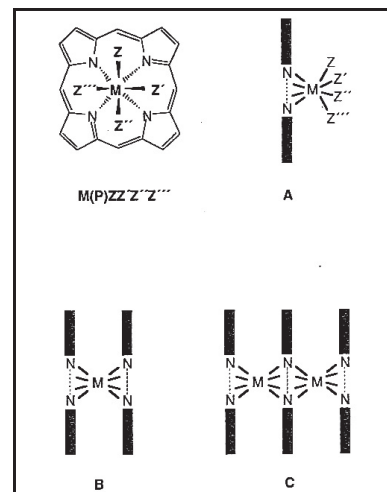 Z
N N
Z''' M Z'
N Z'' N
M(P)ZZ'Z''Z'''
N Z
M Z'
Z''
N Z'''
A
N N
M
N N
B
N N N
M M
N N N
C